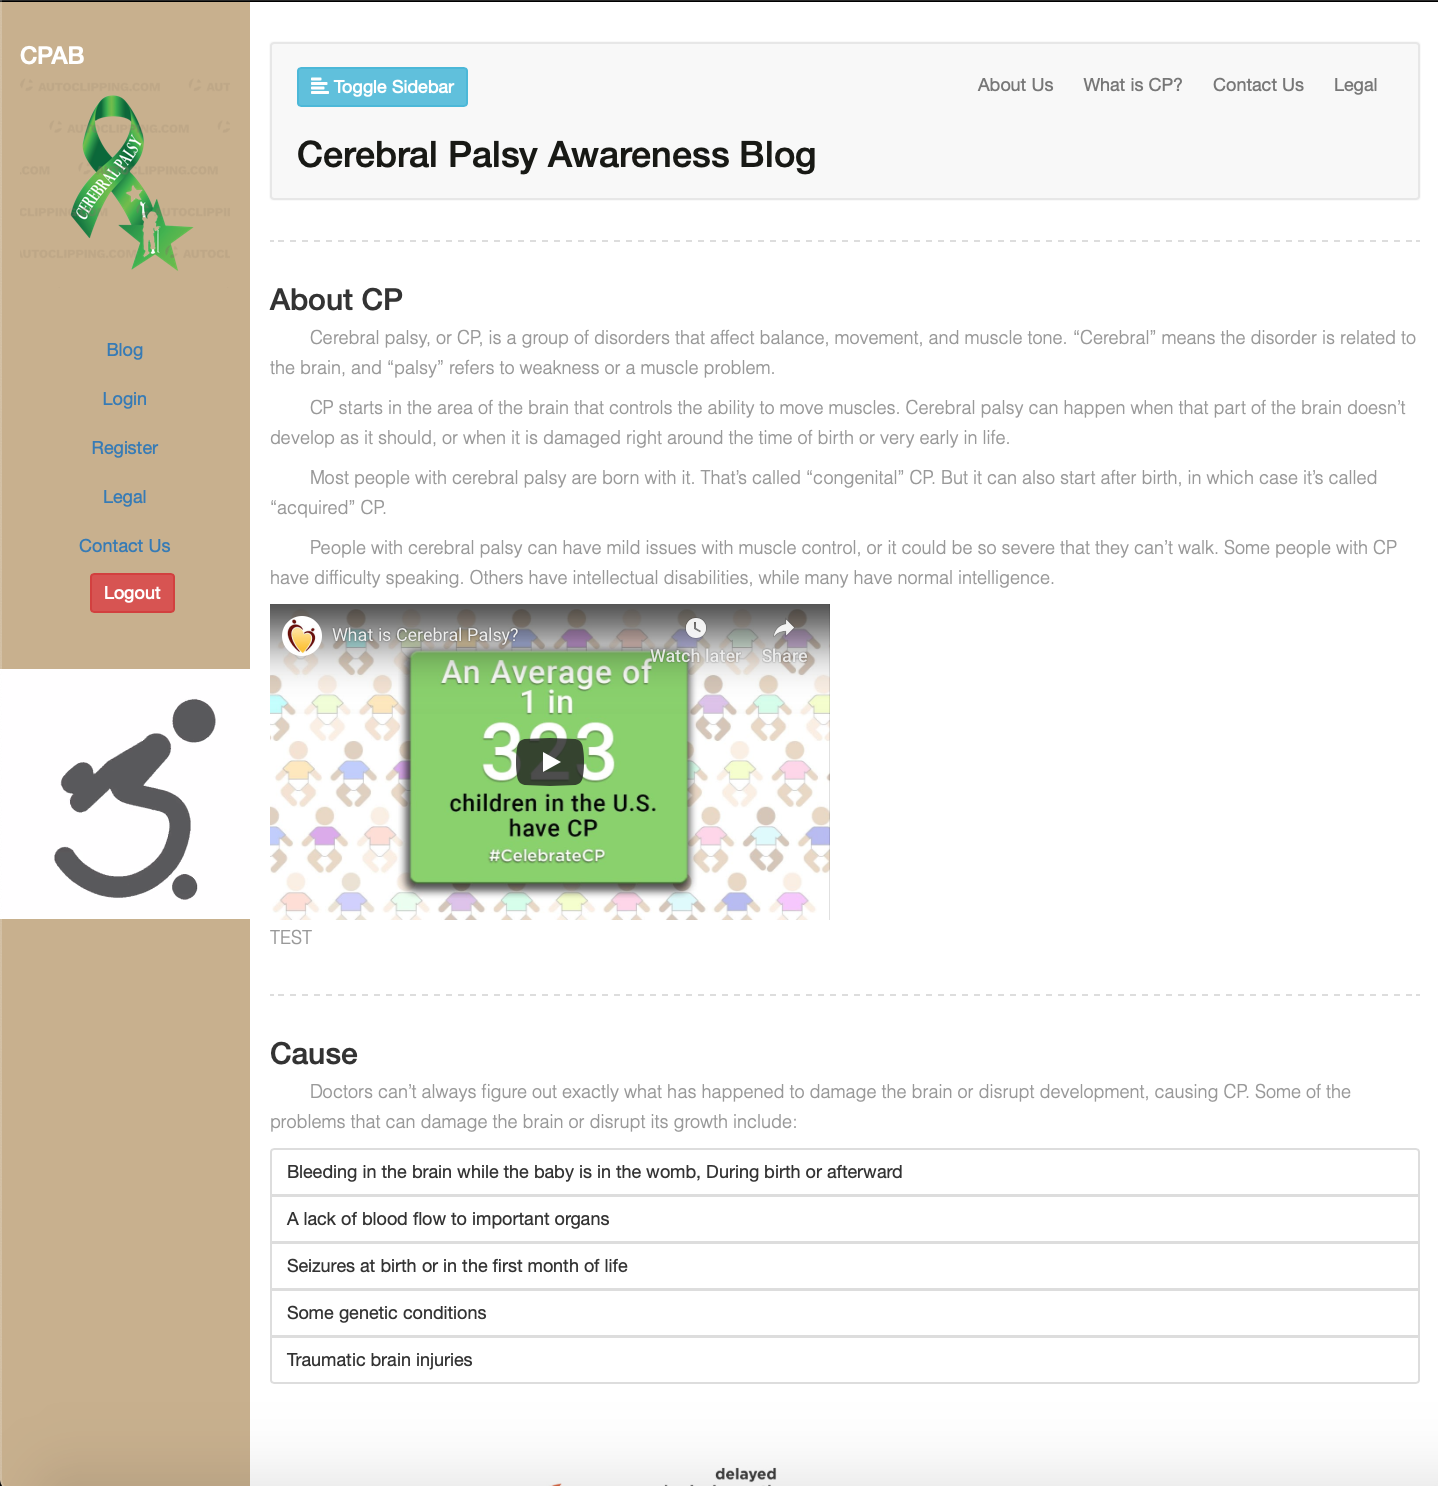 CPAB
AUTOCLIPPING.COM AUT
AUTOCLIPPING.COM
.COM CLIPPING.COM
CLIPPING.COM AUTOCLIPPI
UTOCLIPPING.COM AUTOCL
CEREBRAL PALSY
Blog
Login
Register
Legal
Contact Us
Logout
Toggle Sidebar
About Us What is CP? Contact Us Legal
Cerebral Palsy Awareness Blog
About CP
Cerebral palsy, or CP, is a group of disorders that affect balance, movement, and muscle tone. “Cerebral” means the disorder is related to
the brain, and “palsy” refers to weakness or a muscle problem.
CP starts in the area of the brain that controls the ability to move muscles. Cerebral palsy can happen when that part of the brain doesn’t
develop as it should, or when it is damaged right around the time of birth or very early in life.
Most people with cerebral palsy are born with it. That’s called “congenital” CP. But it can also start after birth, in which case it’s called
“acquired” CP.
People with cerebral palsy can have mild issues with muscle control, or it could be so severe that they can’t walk. Some people with CP
have difficulty speaking. Others have intellectual disabilities, while many have normal intelligence.
What is Cerebral Palsy?
Watch later Share
An Average of
1 in
323
children in the U.S.
have CP
#CelebrateCP
TEST
Cause
Doctors can’t always figure out exactly what has happened to damage the brain or disrupt development, causing CP. Some of the
problems that can damage the brain or disrupt its growth include:
Bleeding in the brain while the baby is in the womb, During birth or afterward
A lack of blood flow to important organs
Seizures at birth or in the first month of life
Some genetic conditions
Traumatic brain injuries
delayed